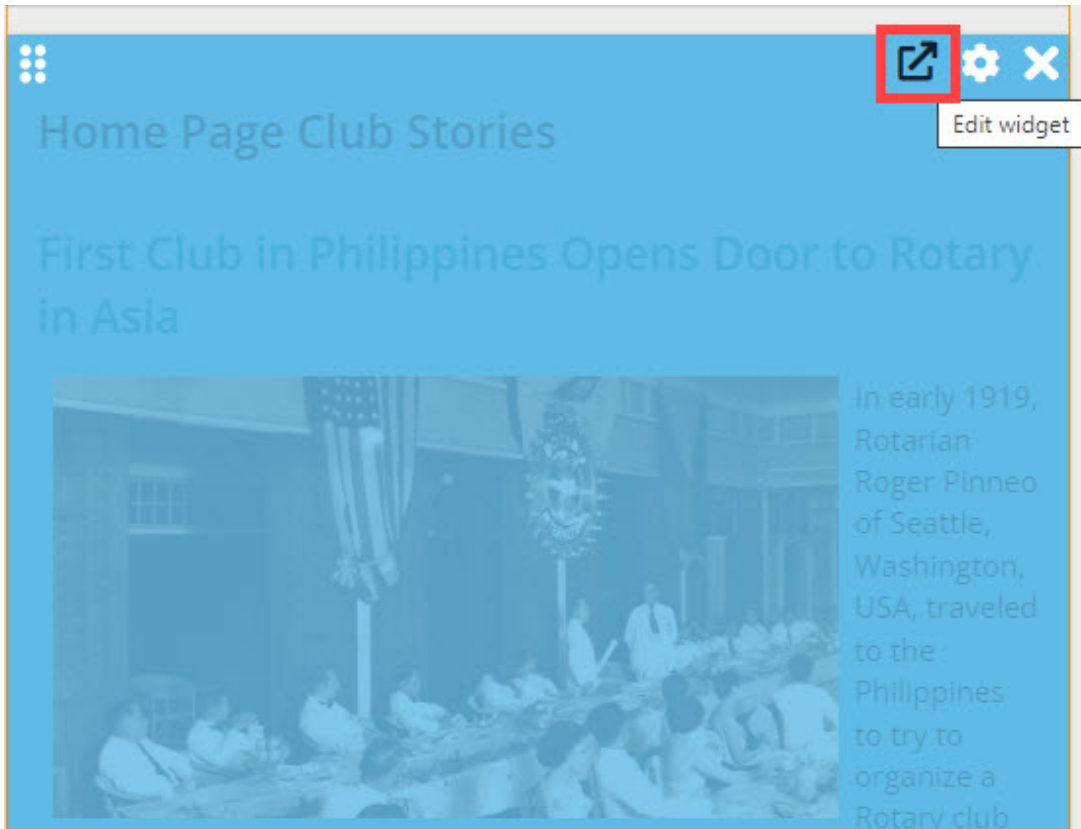 Edit widget
Home Page Club Stories
First Club in Philippines Opens Door to Rotary
in Asia
In early 1919,
Rotarian
Roger Pinneo
of Seattle,
Washington,
USA, traveled
to the
Philippines
to try to
organize a
Rotary club